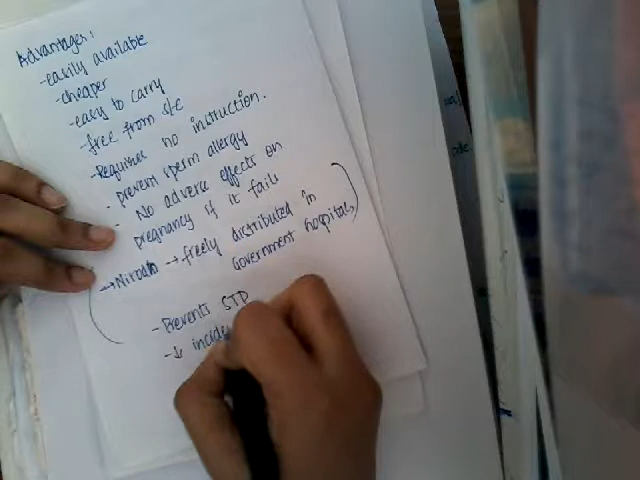 Advantages:
- easily available
- cheaper
- easy to carry
- free from s/e
- Requires no instruction.
- prevent sperm allergy
- No adverse effects on
pregnancy if it fails
→ Nirodh → freely distributed in
Government hospitals)
- Prevents STD
- ↓ incide